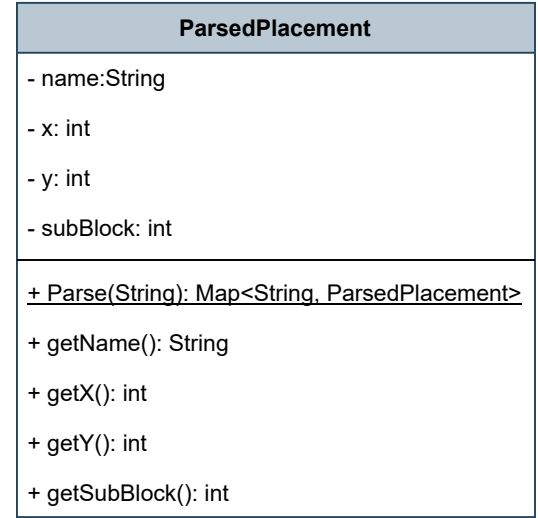 ParsedPlacement
- name:String
- x: int
- y: int
- subBlock: int
+ Parse(String): Map<String, ParsedPlacement>
+ getName(): String
+ getX(): int
+ getY(): int
+ getSubBlock(): int